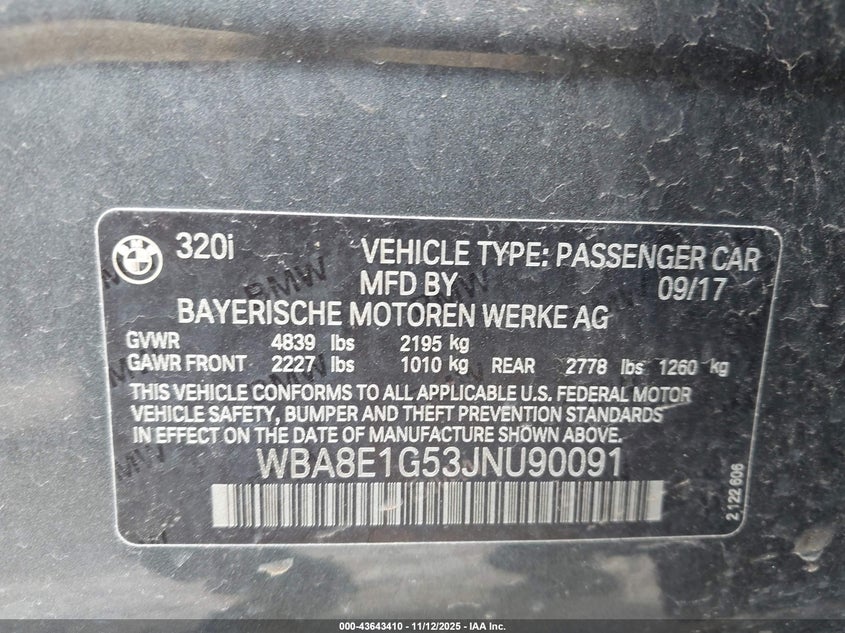 320i VEHICLE TYPE: PASSENGER CAR
MFD BY 09/17
BAYERISCHE MOTOREN WERKE AG
GVWR 4839 lbs 2195 kg
GAWR FRONT 2227 lbs 1010 kg REAR 2778 lbs 1260 kg
THIS VEHICLE CONFORMS TO ALL APPLICABLE U.S. FEDERAL MOTOR
VEHICLE SAFETY, BUMPER AND THEFT PREVENTION STANDARDS
IN EFFECT ON THE DATE OF MANUFACTURE SHOWN ABOVE.
WBA8E1G53JNU90091
2 122 606
BMW
000-43643410 - 11/12/2025 - IAA Inc.